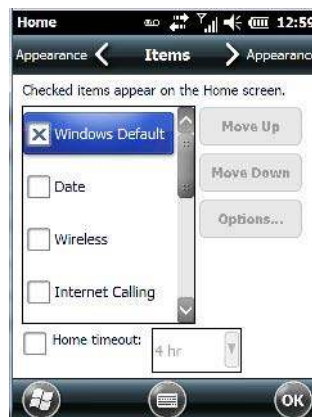 Home 12:59
Appearance Items Appearance
Checked items appear on the Home screen.
Windows Default
Move Up
Date
Move Down
Wireless
Options...
Internet Calling
Home timeout: 4 hr
OK